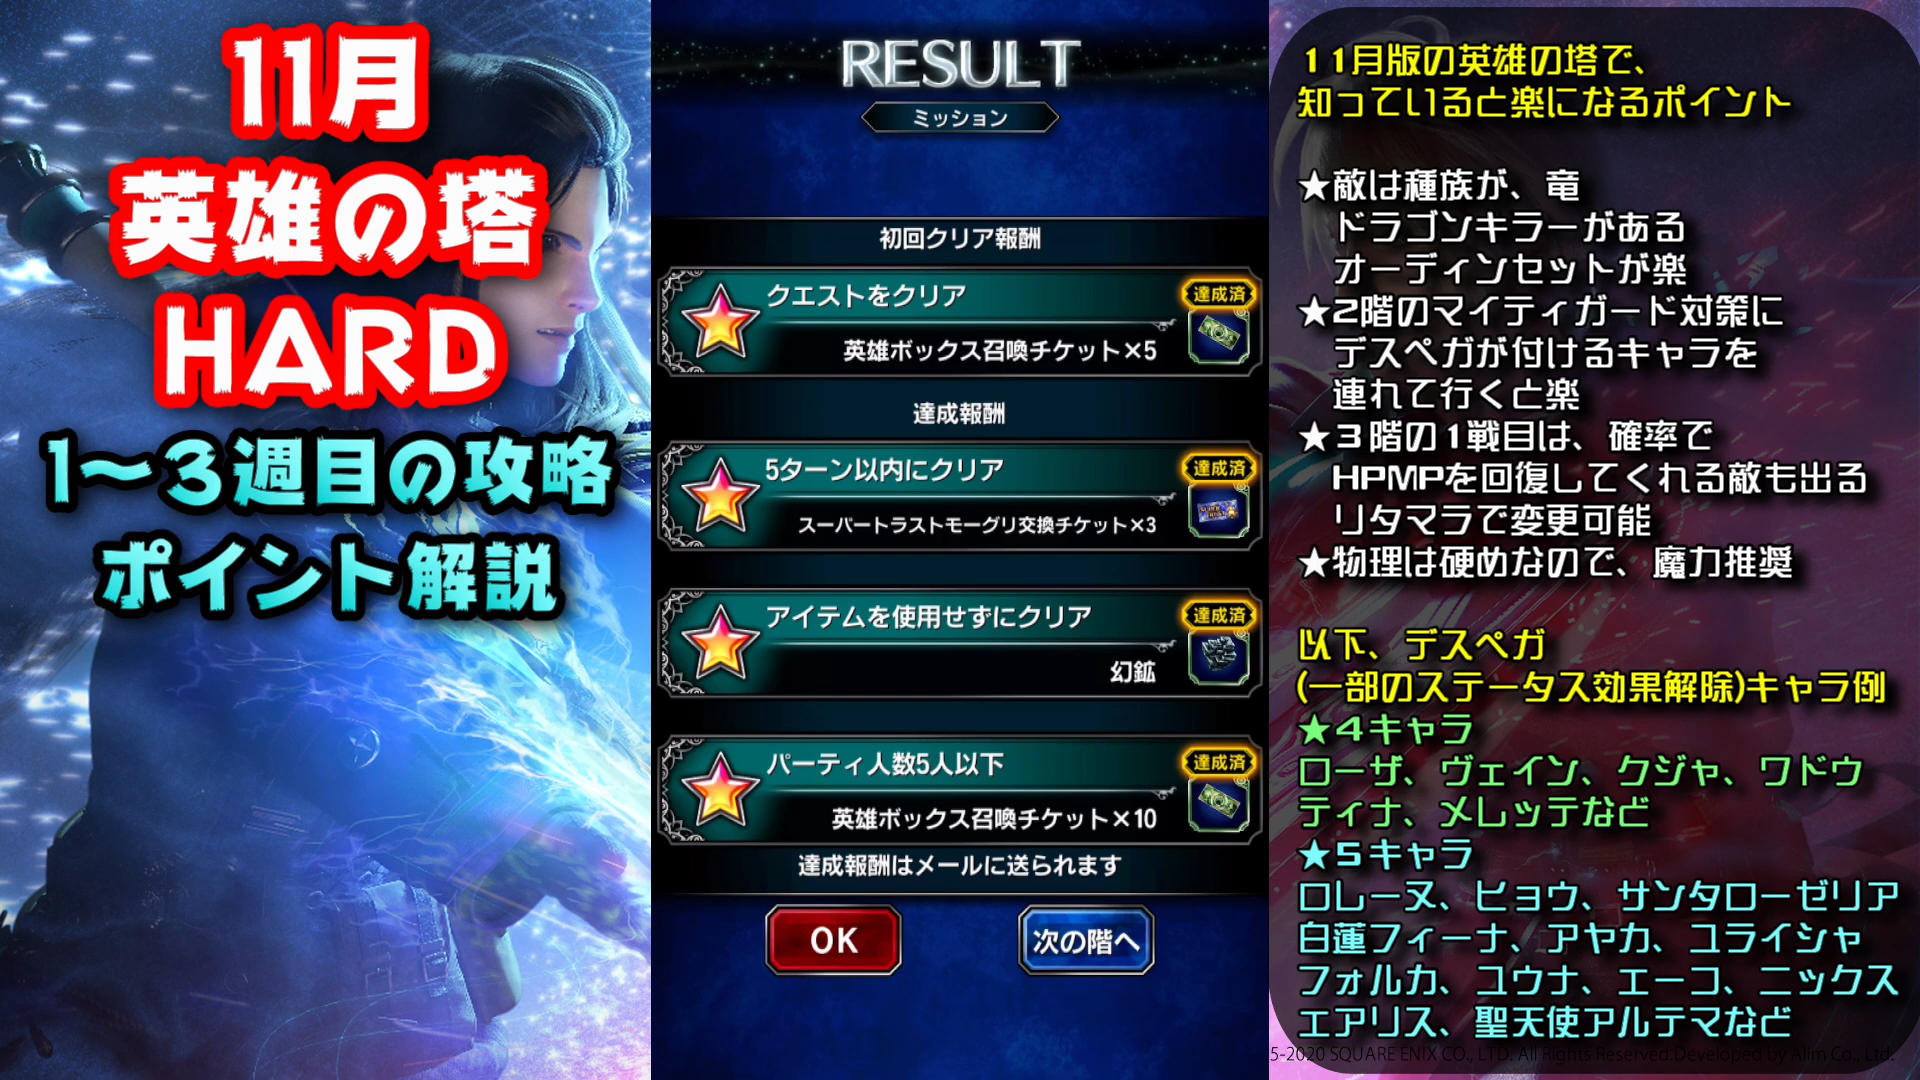 11月
英雄の塔
HARD
1〜3週目の攻略
ポイント解説
RESULT
ミッション
初回クリア報酬
クエストをクリア
達成済
英雄ボックス召喚チケット×5
達成報酬
5ターン以内にクリア
達成済
スーパートラストモーグリ交換チケット×3
アイテムを使用せずにクリア
達成済
幻鉱
パーティ人数5人以下
達成済
英雄ボックス召喚チケット×10
達成報酬はメールに送られます
OK
次の階へ
11月版の英雄の塔で、
知っていると楽になるポイント
★敵は種族が、竜
ドラゴンキラーがある
オーディンセットが楽
★2階のマイティガード対策に
デスペガが付けるキャラを
連れて行くと楽
★3階の1戦目は、確率で
HPMPを回復してくれる敵も出る
リタマラで変更可能
★物理は硬めなので、魔力推奨
以下、デスペガ
(一部のステータス効果解除)キャラ例
★4キャラ
ローザ、ヴェイン、クジャ、ワドウ
ティナ、メレッテなど
★5キャラ
ロレーヌ、ヒョウ、サンタローゼリア
白蓮フィーナ、アヤカ、ユライシャ
フォルカ、ユウナ、エーコ、ニックス
エアリス、聖天使アルテマなど
5-2020 SQUARE ENIX CO., LTD. All Rights Reserved.Developed by Alim Co., Ltd.